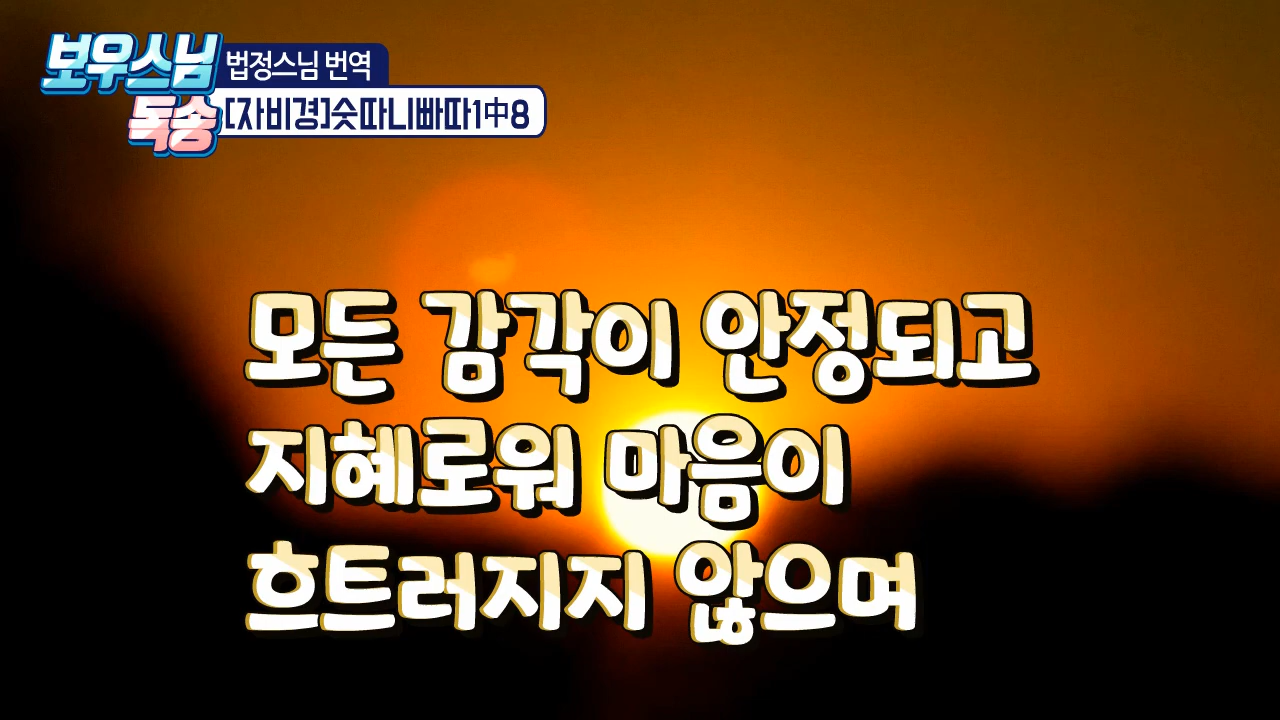 보우스님 법정스님 번역
독송 [자비경]숫따니빠따1中8
모든 감각이 안정되고
지혜로워 마음이
흐트러지지 않으며